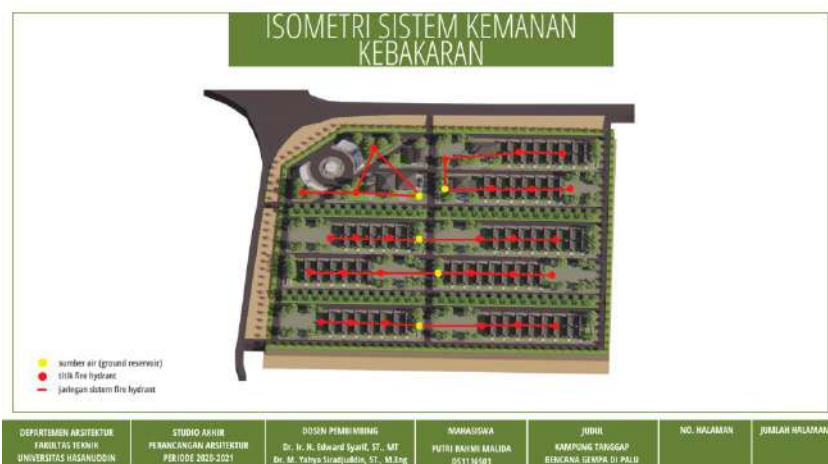 ISOMETRI SISTEM KEMANAN
KEBAKARAN
sumber air (ground reservoir)
titik fire hydrant
jaringan sistem fire hydrant
DEPARTEMEN ARSITEKTUR
FAKULTAS TEKNIK
UNIVERSITAS HASANUDDIN
STUDIO AKHIR
PERANCANGAN ARSITEKTUR
PERIODE 2020-2021
DOSEN PEMBIMBING
Dr. Ir. H. Edward Syarif, ST., MT
Dr. M. Yahya Siradjuddin, ST., M.Eng
MAHASISWA
PUTRI RAHMI MALIDA
D51116501
JUDUL
KAMPUNG TANGGAP
BENCANA GEMPA DI PALU
NO. HALAMAN
JUMLAH HALAMAN